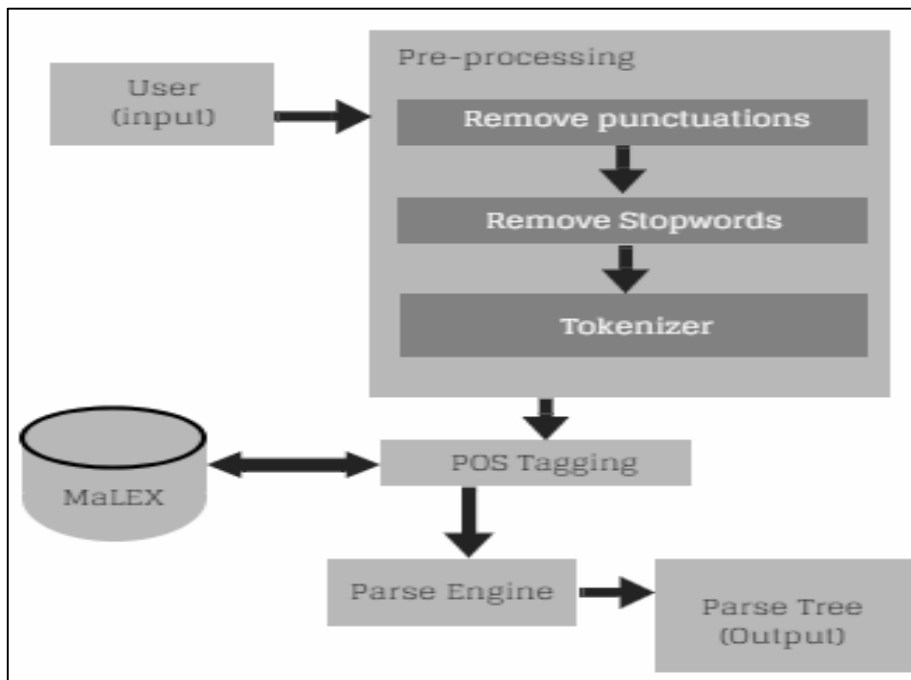 User
(input)
Pre-processing
Remove punctuations
Remove Stopwords
Tokenizer
POS Tagging
MaLEX
Parse Engine
Parse Tree
(Output)